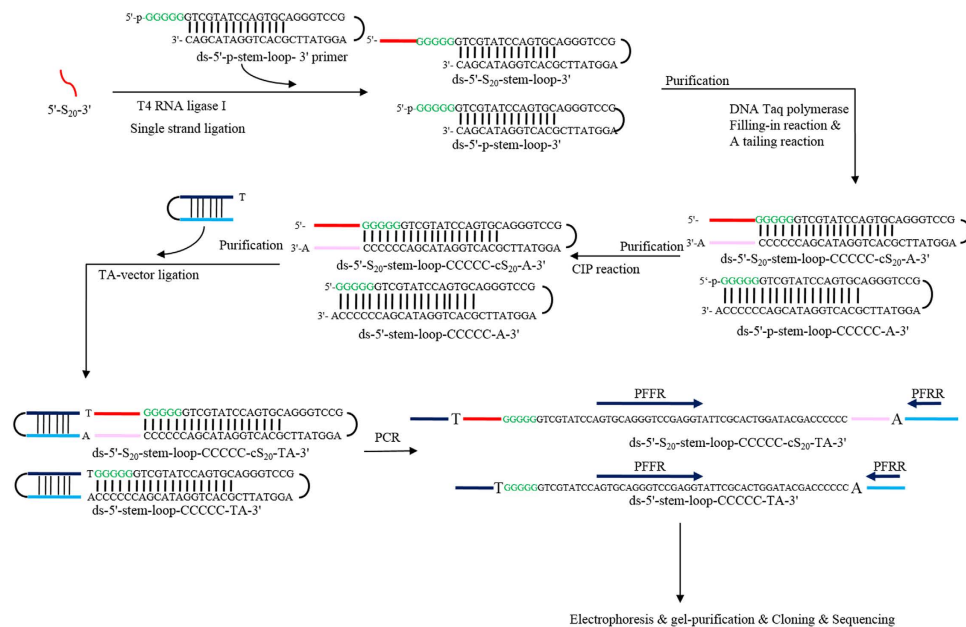 5'-p-GGGGGGTCGTATCCAGTGCAGGGTCCG
3'- CAGCATAGGTCACGCTTATGGA
ds-5'-p-stem-loop- 3' primer
5'-S20-3'
T4 RNA ligase I
Single strand ligation
5'- GGGGGGTCGTATCCAGTGCAGGGTCCG
CAGCATAGGTCACGCTTATGGA
ds-5'-S20-stem-loop-3'
5'-p-GGGGGGTCGTATCCAGTGCAGGGTCCG
3'- CAGCATAGGTCACGCTTATGGA
ds-5'-p-stem-loop-3'
Purification
DNA Taq polymerase
Filling-in reaction &
A tailing reaction
T
Purification
TA-vector ligation
5'- GGGGGGTCGTATCCAGTGCAGGGTCCG
3'-A CCCCCCAGCATAGGTCACGCTTATGGA
ds-5'-S20-stem-loop-CCCCC-cS20-A-3'
5'-GGGGGGTCGTATCCAGTGCAGGGTCCG
3'- ACCCCCCAGCATAGGTCACGCTTATGGA
ds-5'-stem-loop-CCCCC-A-3'
Purification
CIP reaction
5'- GGGGGGTCGTATCCAGTGCAGGGTCCG
3'-A CCCCCCAGCATAGGTCACGCTTATGGA
ds-5'-S20-stem-loop-CCCCC-cS20-A-3'
5'-p-GGGGGGTCGTATCCAGTGCAGGGTCCG
3'- ACCCCCCAGCATAGGTCACGCTTATGGA
ds-5'-p-stem-loop-CCCCC-A-3'
T GGGGGGTCGTATCCAGTGCAGGGTCCG
A CCCCCCAGCATAGGTCACGCTTATGGA
ds-5'-S20-stem-loop-CCCCC-cS20-TA-3'
TGGGGGGTCGTATCCAGTGCAGGGTCCG
ACCCCCCAGCATAGGTCACGCTTATGGA
ds-5'-stem-loop-CCCCC-TA-3'
PCR
PFFR PFRR
T GGGGGGTCGTATCCAGTGCAGGGTCCGAGGTATTCGCACTGGATACGACCCCCCC A
ds-5'-S20-stem-loop-CCCCC-cS20-TA-3'
PFFR PFRR
TGGGGGGTCGTATCCAGTGCAGGGTCCGAGGTATTCGCACTGGATACGACCCCCCC A
ds-5'-stem-loop-CCCCC-TA-3'
Electrophoresis & gel-purification & Cloning & Sequencing